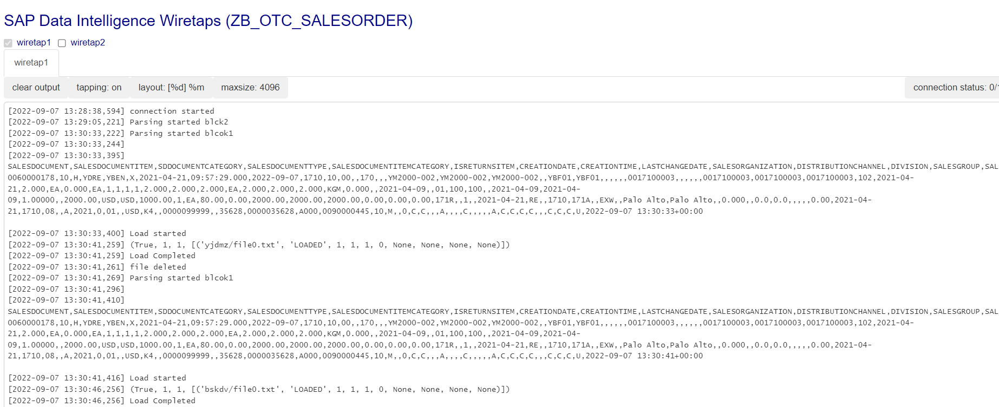 SAP Data Intelligence Wiretaps (ZB_OTC_SALESORDER)
wiretap1 wiretap2
wiretap1
clear output tapping: on layout: [%d] %m maxsize: 4096 connection status: 0/1
[2022-09-07 13:28:38,594] connection started
[2022-09-07 13:29:05,221] Parsing started blck2
[2022-09-07 13:30:33,222] Parsing started blcok1
[2022-09-07 13:30:33,244]
[2022-09-07 13:30:33,395]
SALESDOCUMENT,SALESDOCUMENTITEM,SDDOCUMENTCATEGORY,SALESDOCUMENTTYPE,SALESDOCUMENTITEMCATEGORY,ISRETURNSITEM,CREATIONDATE,CREATIONTIME,LASTCHANGEDATE,SALESORGANIZATION,DISTRIBUTIONCHANNEL,DIVISION,SALESGROUP,SAL
0060000178,10,H,YDRE,YBEN,X,2021-04-21,09:57:29.000,2022-09-07,1710,10,00,,170,,,YM2000-002,YM2000-002,YM2000-002,,YBF01,YBF01,,,,,,0017100003,,,,,,0017100003,0017100003,0017100003,102,2021-04-
21,2.000,EA,0.000,EA,1,1,1,1,2.000,2.000,2.000,EA,2.000,2.000,2.000,KGM,0.000,,2021-04-09,,01,100,100,,2021-04-09,2021-04-
09,1.00000,,2000.00,USD,USD,1000.00,1,EA,80.00,0.00,2000.00,2000.00,2000.00,0.00,0.00,0.00,171R,,1,,2021-04-21,RE,,1710,171A,,EXW,,Palo Alto,Palo Alto,,0.000,,0.0,0.0,,,,,0.00,2021-04-
21,1710,08,,A,2021,0,01,,USD,K4,,0000099999,,35628,0000035628,A000,0090000445,10,M,,0,C,C,,,A,,,,C,,,,,A,C,C,C,C,,,C,C,C,U,2022-09-07 13:30:33+00:00
[2022-09-07 13:30:33,400] Load started
[2022-09-07 13:30:41,259] (True, 1, 1, [('yjdmz/file0.txt', 'LOADED', 1, 1, 1, 0, None, None, None, None)])
[2022-09-07 13:30:41,259] Load Completed
[2022-09-07 13:30:41,261] file deleted
[2022-09-07 13:30:41,269] Parsing started blcok1
[2022-09-07 13:30:41,296]
[2022-09-07 13:30:41,410]
SALESDOCUMENT,SALESDOCUMENTITEM,SDDOCUMENTCATEGORY,SALESDOCUMENTTYPE,SALESDOCUMENTITEMCATEGORY,ISRETURNSITEM,CREATIONDATE,CREATIONTIME,LASTCHANGEDATE,SALESORGANIZATION,DISTRIBUTIONCHANNEL,DIVISION,SALESGROUP,SAL
0060000178,10,H,YDRE,YBEN,X,2021-04-21,09:57:29.000,2022-09-07,1710,10,00,,170,,,YM2000-002,YM2000-002,YM2000-002,,YBF01,YBF01,,,,,,0017100003,,,,,,0017100003,0017100003,0017100003,102,2021-04-
21,2.000,EA,0.000,EA,1,1,1,1,2.000,2.000,2.000,EA,2.000,2.000,2.000,KGM,0.000,,2021-04-09,,01,100,100,,2021-04-09,2021-04-
09,1.00000,,2000.00,USD,USD,1000.00,1,EA,80.00,0.00,2000.00,2000.00,2000.00,0.00,0.00,0.00,171R,,1,,2021-04-21,RE,,1710,171A,,EXW,,Palo Alto,Palo Alto,,0.000,,0.0,0.0,,,,,0.00,2021-04-
21,1710,08,,A,2021,0,01,,USD,K4,,0000099999,,35628,0000035628,A000,0090000445,10,M,,0,C,C,,,A,,,,C,,,,,A,C,C,C,C,,,C,C,C,U,2022-09-07 13:30:41+00:00
[2022-09-07 13:30:41,416] Load started
[2022-09-07 13:30:46,256] (True, 1, 1, [('bskdv/file0.txt', 'LOADED', 1, 1, 1, 0, None, None, None, None)])
[2022-09-07 13:30:46,256] Load Completed